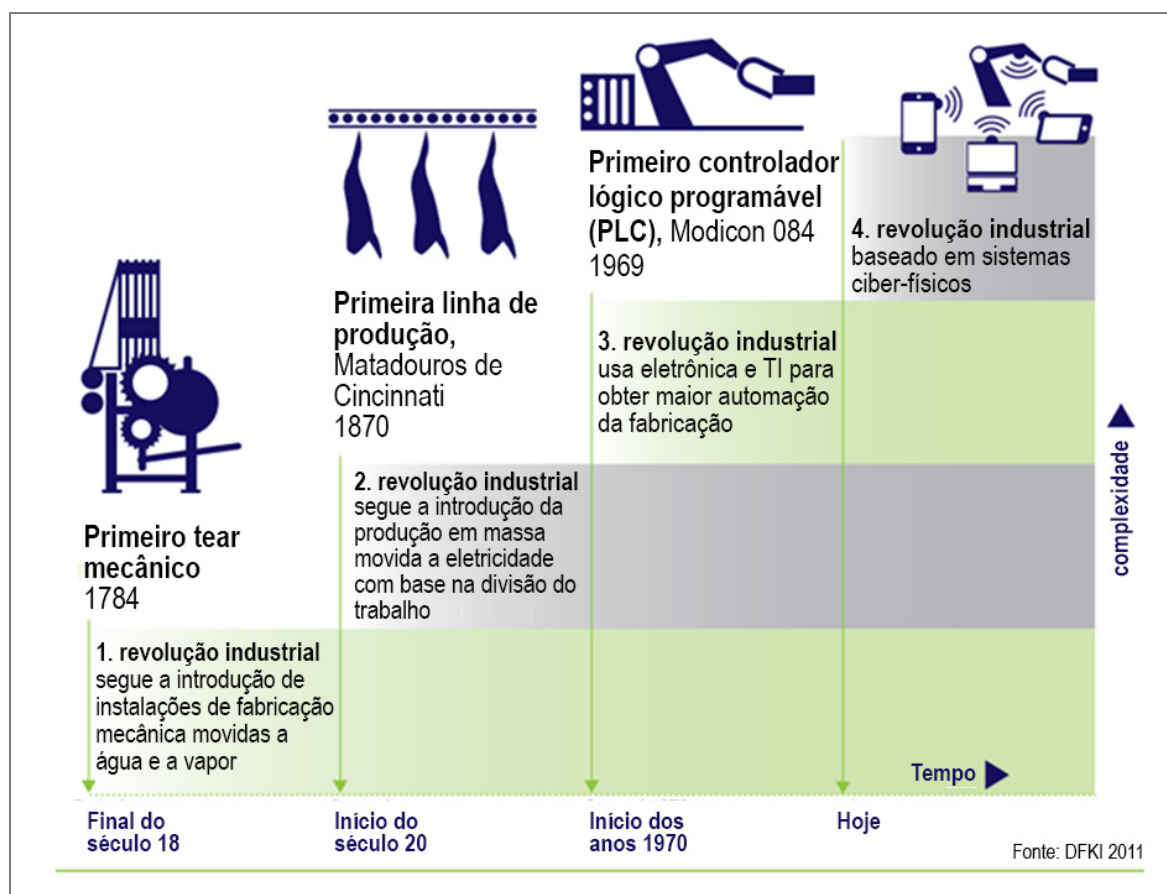 Primeiro tear
mecânico
1784
1. revolução industrial
segue a introdução de
instalações de fabricação
mecânica movidas a
água e a vapor
Final do
século 18
Primeira linha de
produção,
Matadouros de
Cincinnati
1870
2. revolução industrial
segue a introdução da
produção em massa
movida a eletricidade
com base na divisão do
trabalho
Início do
século 20
Primeiro controlador
lógico programável
(PLC), Modicon 084
1969
3. revolução industrial
usa eletrônica e TI para
obter maior automação
da fabricação
Início dos
anos 1970
4. revolução industrial
baseado em sistemas
ciber-físicos
Hoje
complexidade
Tempo
Fonte: DFKI 2011